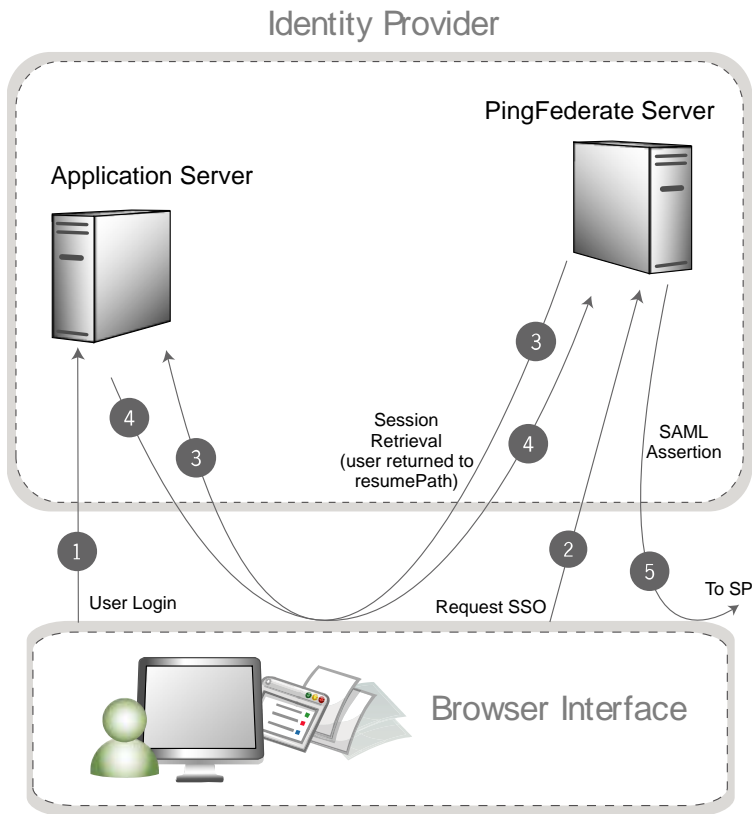 Identity Provider
PingFederate Server
Application Server
3
4
Session
Retrieval
(user returned to
resumePath)
4
3
SAML
Assertion
1
2
5
User Login
Request SSO
To SP
Browser Interface